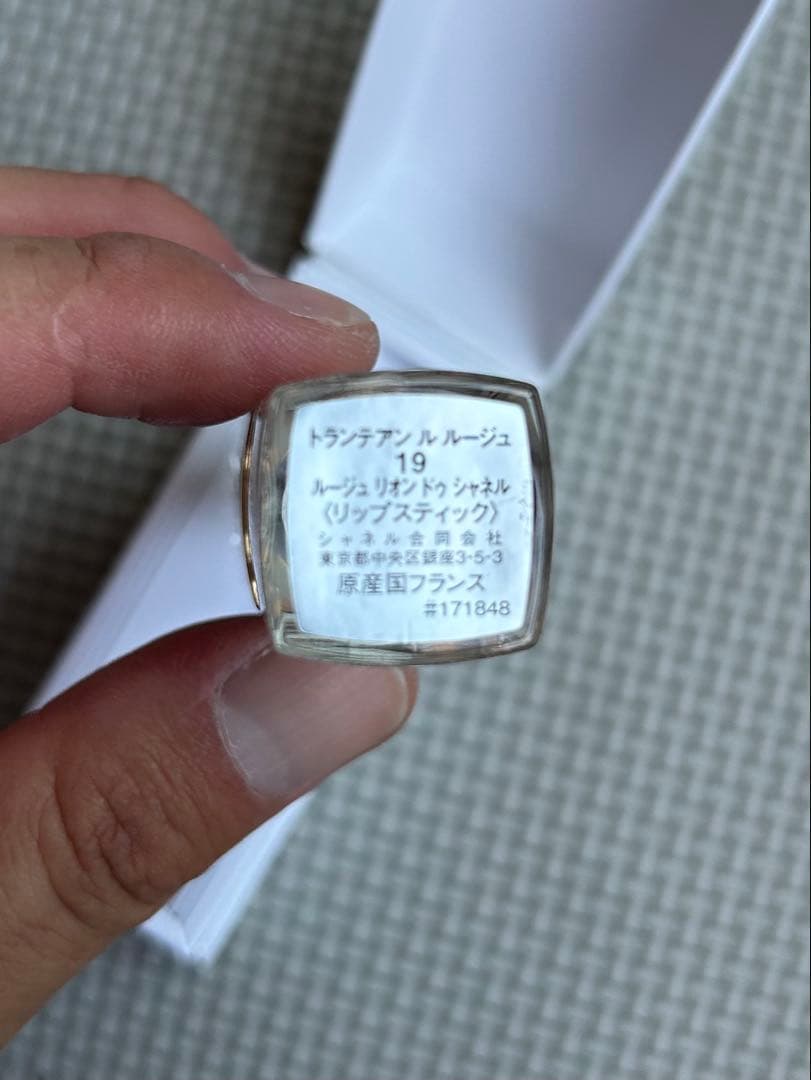 トランテアン ル ルージュ
19
ルージュ リオン ドゥ シャネル
〈リップスティック〉
シャネル合同会社
東京都中央区銀座3-5-3
原産国フランス
#171848